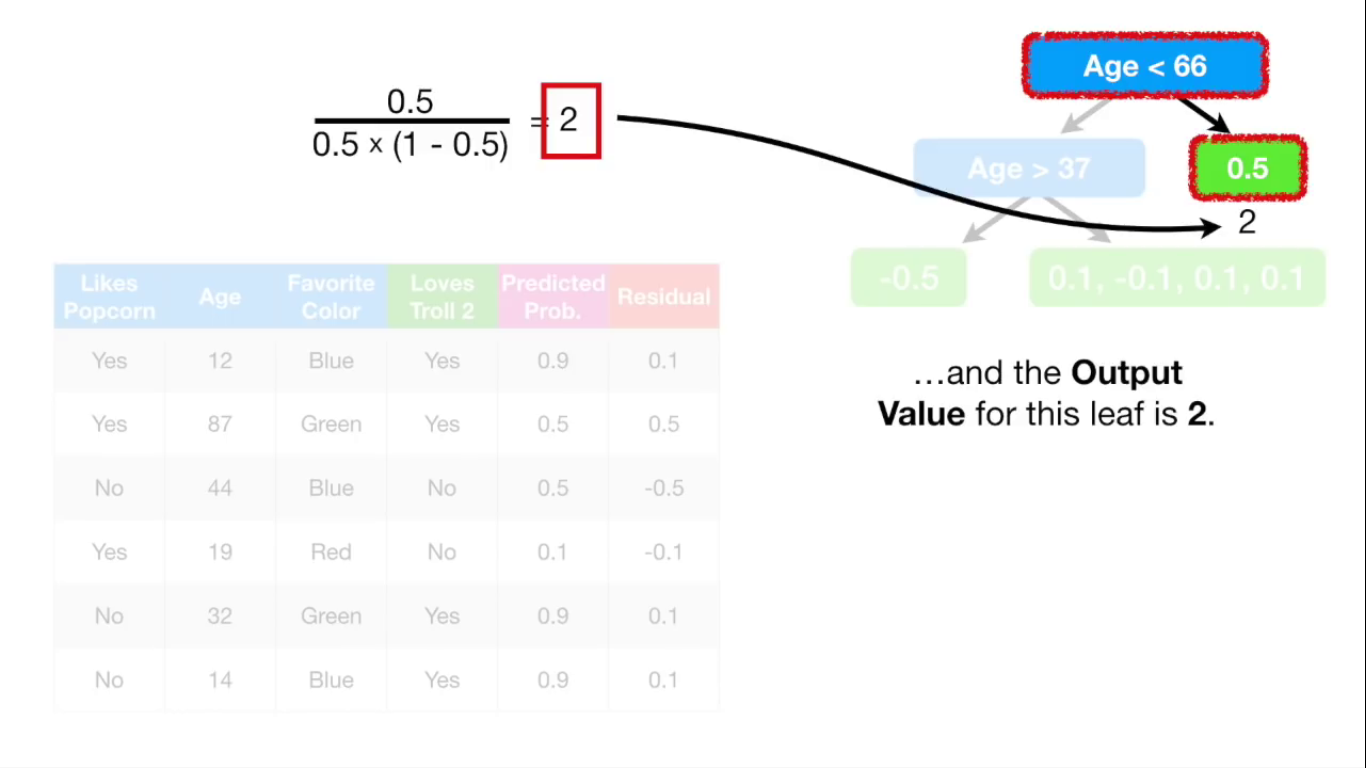 0.5
0.5 × (1 - 0.5)
= 2
Age < 66
Age > 37
0.5
2
-0.5
0.1, -0.1, 0.1, 0.1
…and the Output
Value for this leaf is 2.
Likes Popcorn Age Favorite Color Loves Troll 2 Predicted Prob. Residual
Yes 12 Blue Yes 0.9 0.1
Yes 87 Green Yes 0.5 0.5
No 44 Blue No 0.5 -0.5
Yes 19 Red No 0.1 -0.1
No 32 Green Yes 0.9 0.1
No 14 Blue Yes 0.9 0.1